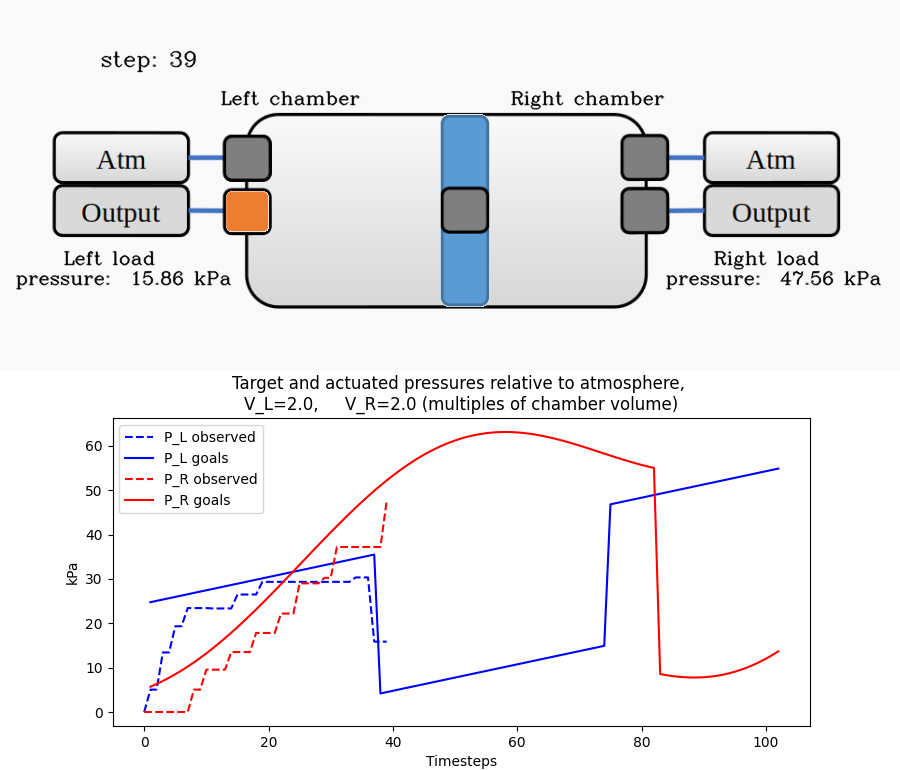 step: 39
Left chamber
Right chamber
Atm
Atm
Output
Output
Left load
pressure: 15.86 kPa
Right load
pressure: 47.56 kPa
Target and actuated pressures relative to atmosphere,
V_L=2.0, V_R=2.0 (multiples of chamber volume)
P_L observed
P_L goals
P_R observed
P_R goals
60
50
40
30
20
10
0
kPa
0 20 40 60 80 100
Timesteps